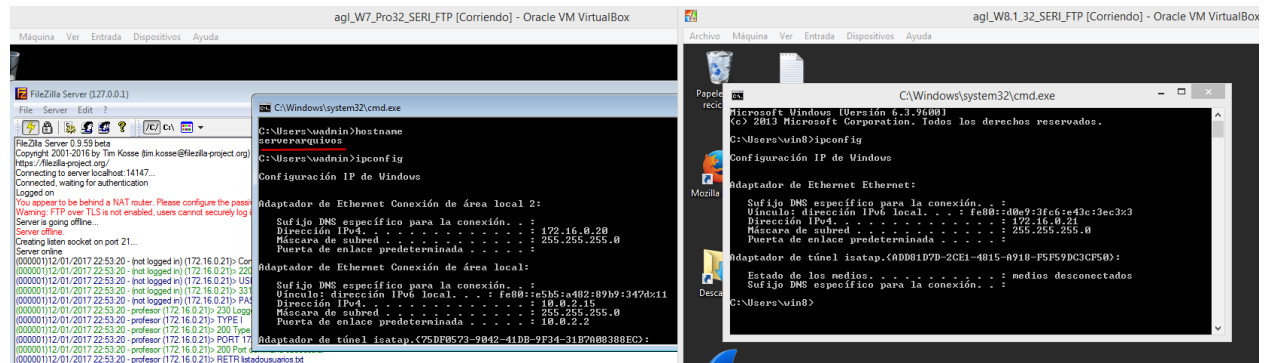 agl_W7_Pro32_SERI_FTP [Corriendo] - Oracle VM VirtualBox
Máquina Ver Entrada Dispositivos Ayuda
FileZilla Server (127.0.0.1)
File Server Edit ?
/C/ C:\
FileZilla Server 0.9.59 beta
Copyright 2001-2016 by Tim Kosse (tim.kosse@filezilla-project.org)
https://filezilla-project.org/
Connecting to server localhost:14147...
Connected, waiting for authentication
Logged on
You appear to be behind a NAT router. Please configure the passi
Warning: FTP over TLS is not enabled, users cannot securely log i
Server is going offline...
Server offline.
Creating listen socket on port 21...
Server online
(000001)12/01/2017 22:53:20 - (not logged in) (172.16.0.21)> Con
(000001)12/01/2017 22:53:20 - (not logged in) (172.16.0.21)> 220
(000001)12/01/2017 22:53:20 - (not logged in) (172.16.0.21)> USE
(000001)12/01/2017 22:53:20 - (not logged in) (172.16.0.21)> 331
(000001)12/01/2017 22:53:20 - (not logged in) (172.16.0.21)> PAS
(000001)12/01/2017 22:53:20 - profesor (172.16.0.21)> 230 Logge
(000001)12/01/2017 22:53:20 - profesor (172.16.0.21)> TYPE I
(000001)12/01/2017 22:53:20 - profesor (172.16.0.21)> 200 Type
(000001)12/01/2017 22:53:20 - profesor (172.16.0.21)> PORT 17
(000001)12/01/2017 22:53:20 - profesor (172.16.0.21)> 200 Port
(000001)12/01/2017 22:53:20 - profesor (172.16.0.21)> RETR listadousuarios.txt
C:\Windows\system32\cmd.exe
C:\Users\wadmin>hostname
serverarquivos
C:\Users\wadmin>ipconfig
Configuración IP de Windows
Adaptador de Ethernet Conexión de área local 2:
Sufijo DNS específico para la conexión. . :
Dirección IPv4. . . . . . . . . . . . . . : 172.16.0.20
Máscara de subred . . . . . . . . . . . . : 255.255.255.0
Puerta de enlace predeterminada . . . . . :
Adaptador de Ethernet Conexión de área local:
Sufijo DNS específico para la conexión. . :
Vínculo: dirección IPv6 local. . . : fe80::e5b5:a482:89b9:347d%11
Dirección IPv4. . . . . . . . . . . . . . : 10.0.2.15
Máscara de subred . . . . . . . . . . . . : 255.255.255.0
Puerta de enlace predeterminada . . . . . : 10.0.2.2
Adaptador de túnel isatap.{75DF0573-9042-41DB-9F34-31B7A08388EC}:
agl_W8.1_32_SERI_FTP [Corriendo] - Oracle VM VirtualBox
Archivo Máquina Ver Entrada Dispositivos Ayuda
Papele
recic
Mozilla
Desca
C:\Windows\system32\cmd.exe
Microsoft Windows [Versión 6.3.9600]
(c) 2013 Microsoft Corporation. Todos los derechos reservados.
C:\Users\win8>ipconfig
Configuración IP de Windows
Adaptador de Ethernet Ethernet:
Sufijo DNS específico para la conexión. . :
Vínculo: dirección IPv6 local. . . : fe80::d0e9:3fc6:e43c:3ec3%3
Dirección IPv4. . . . . . . . . . . . . . : 172.16.0.21
Máscara de subred . . . . . . . . . . . . : 255.255.255.0
Puerta de enlace predeterminada . . . . . :
Adaptador de túnel isatap.{ADD81D7D-2CE1-4815-A918-F5F59DC3CF50}:
Estado de los medios. . . . . . . . . . . : medios desconectados
Sufijo DNS específico para la conexión. . :
C:\Users\win8>